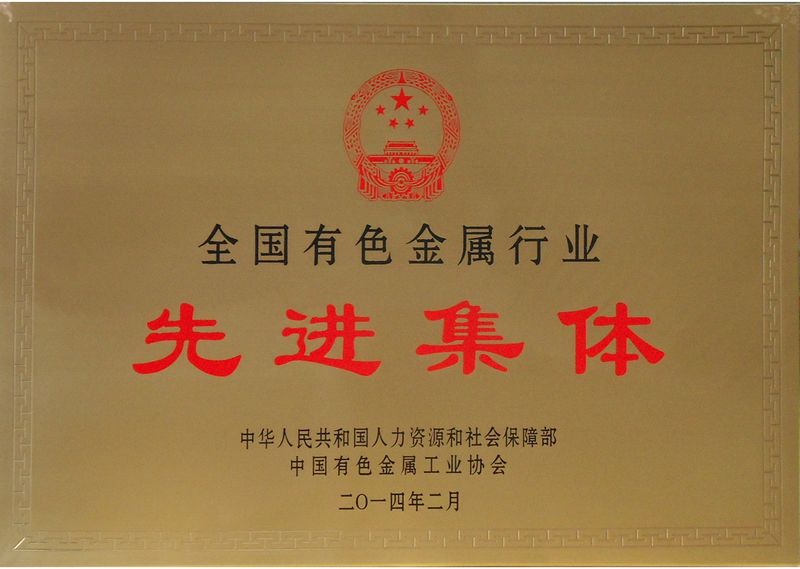 全国有色金属行业
先进集体
中华人民共和国人力资源和社会保障部
中国有色金属工业协会
二〇一四年二月